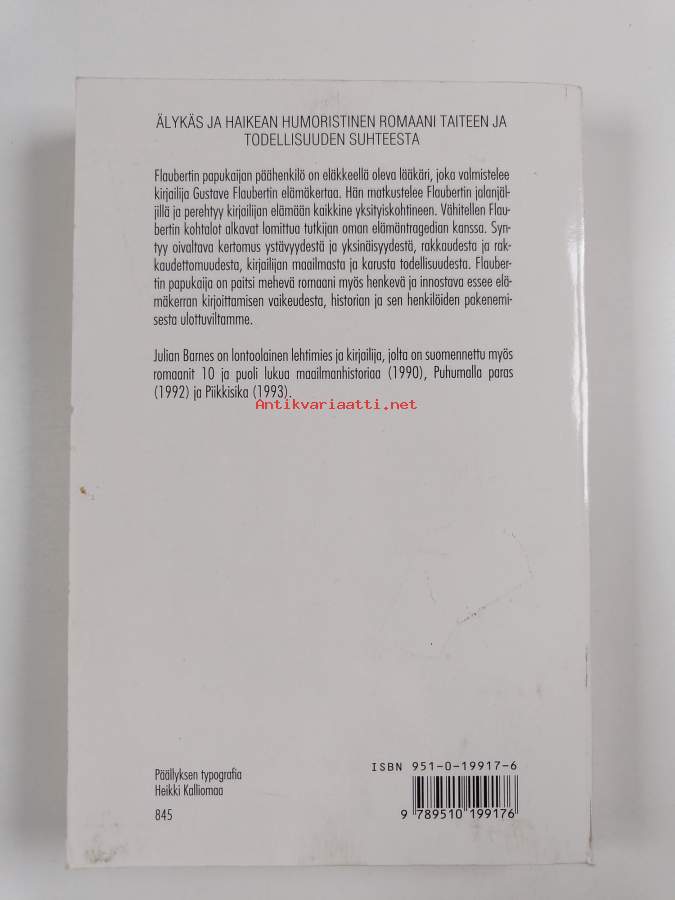 ÄLYKÄS JA HAIKEAN HUMORISTINEN ROMAANI TAITEEN JA
TODELLISUUDEN SUHTEESTA
Flaubertin papukaijan päähenkilö on eläkkeellä oleva lääkäri, joka valmistelee
kirjailija Gustave Flaubertin elämäkertaa. Hän matkustelee Flaubertin jalanjäl-
jillä ja perehtyy kirjailijan elämään kaikkine yksityiskohtineen. Vähitellen Flau-
bertin kohtalot alkavat lomittua tutkijan oman elämäntragedian kanssa. Syn-
tyy oivaltava kertomus ystävyydestä ja yksinäisyydestä, rakkaudesta ja rak-
kaudettomuudesta, kirjailijan maailmasta ja karusta todellisuudesta. Flauber-
tin papukaija on paitsi mehevä romaani myös henkevä ja innostava essee elä-
mäkerran kirjoittamisen vaikeudesta, historian ja sen henkilöiden pakenemi-
sesta ulottuviltamme.
Julian Barnes on lontoolainen lehtimies ja kirjailija, jolta on suomennettu myös
romaanit 10 ja puoli lukua maailmanhistoriaa (1990), Puhumalla paras
(1992) ja Piikkisika (1993).
Antikvariaatti.net
ISBN 951-0-19917-6
Päällyksen typografia
Heikki Kalliomaa
845
9 789510 199176